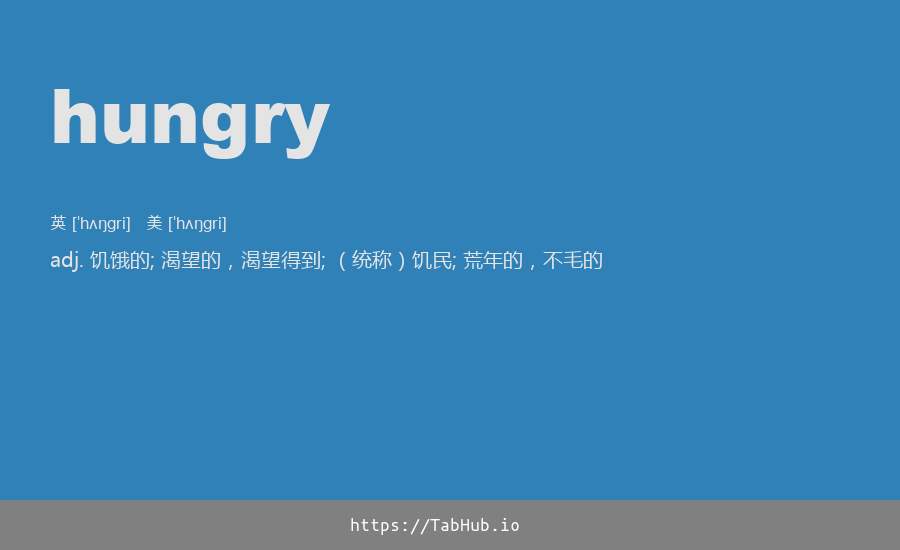 hungry
英 [ˈhʌŋgri] 美 [ˈhʌŋgri]
adj. 饥饿的; 渴望的，渴望得到; （统称）饥民; 荒年的，不毛的
https://TabHub.io